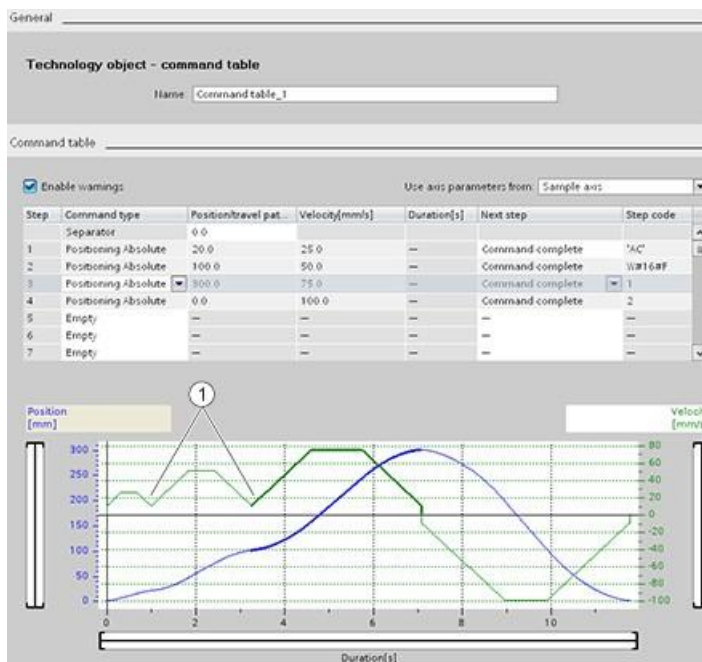 General
Technology object - command table
Name Command table_1
Command table
Enable warnings Use axis parameters from: Sample axis
Step Command type Position/travel pat... Velocity[mm/s] Duration[s] Next step Step code
Separator 0.0
1 Positioning Absolute 20.0 25.0 — Command complete 'AC'
2 Positioning Absolute 100.0 50.0 — Command complete W#16#F
3 Positioning Absolute 300.0 75.0 — Command complete 1
4 Positioning Absolute 0.0 100.0 — Command complete 2
5 Empty — — — — —
6 Empty — — — — —
7 Empty — — — — —
1
Position
[mm]
Velocit
[mm/s
300
250
200
150
100
50
0
80
60
40
20
0
-20
-40
-60
-80
-100
0 2 4 6 8 10
Duration[s]